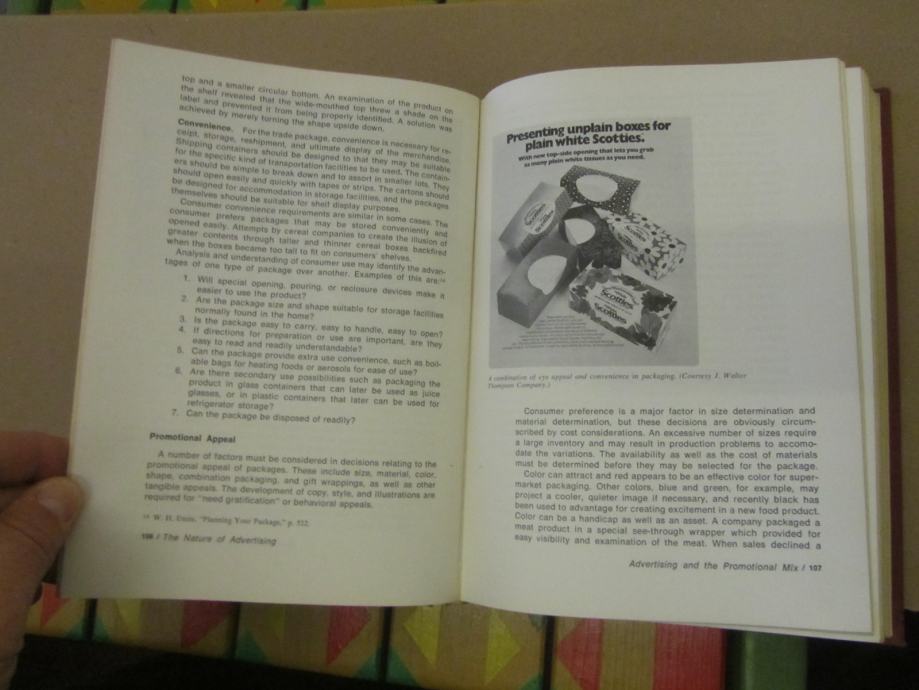 top and a smaller circular bottom. An examination of the product on
the shelf revealed that the wide-mouthed top threw a shade on the
label and prevented it from being properly identified. A solution was
achieved by merely turning the shape upside down.
Convenience. For the trade package, convenience is necessary for re-
ceipt, storage, reshipment, and ultimate display of the merchandise.
Shipping containers should be designed so that they may be suitable
for the specific kind of transportation facilities to be used. The contain-
ers should be simple to break down and to assort in smaller lots. They
should open easily and quickly with tapes or strips. The cartons should
be designed for accommodation in storage facilities, and the packages
themselves should be suitable for shelf display purposes.
Consumer convenience requirements are similar in some cases. The
consumer prefers packages that may be stored conveniently and
opened easily. Attempts by cereal companies to create the illusion of
greater contents through taller and thinner cereal boxes backfired
when the boxes became too tall to fit on consumers' shelves.
Analysis and understanding of consumer use may identify the advan-
tages of one type of package over another. Examples of this are:
1. Will special opening, pouring, or reclosure devices make it
easier to use the product?
2. Are the package size and shape suitable for storage facilities
normally found in the home?
3. Is the package easy to carry, easy to handle, easy to open?
4. If directions for preparation or use are important, are they
easy to read and readily understandable?
5. Can the package provide extra use convenience, such as boil-
able bags for heating foods or aerosols for ease of use?
6. Are there secondary use possibilities such as packaging the
product in glass containers that can later be used as juice
glasses, or in plastic containers that later can be used for
refrigerator storage?
7. Can the package be disposed of readily?
Promotional Appeal
A number of factors must be considered in decisions relating to the
promotional appeal of packages. These include size, material, color,
shape, combination packaging, and gift wrappings, as well as other
tangible appeals. The development of copy, style, and illustrations are
required for "need gratification" or behavioral appeals.
W. H. "Planning Your Package," p. 522.
106 / The Nature of Advertising
Presenting unplain boxes for
plain white Scotties.
With new top-side opening that lets you grab
as many plain white tissues as you need.
Scotties
Scotties
Scotties
Scotties
A combination of eye appeal and convenience in packaging. (Courtesy J. Walter
Thompson Company.)
Consumer preference is a major factor in size determination and
material determination, but these decisions are obviously circum-
scribed by cost considerations. An excessive number of sizes require
a large inventory and may result in production problems to accomo-
date the variations. The availability as well as the cost of materials
must be determined before they may be selected for the package.
Color can attract and red appears to be an effective color for super-
market packaging. Other colors, blue and green, for example, may
project a cooler, quieter image if necessary, and recently black has
been used to advantage for creating excitement in a new food product.
Color can be a handicap as well as an asset. A company packaged a
meat product in a special see-through wrapper which provided for
easy visibility and examination of the meat. When sales declined a
Advertising and the Promotional Mix / 107